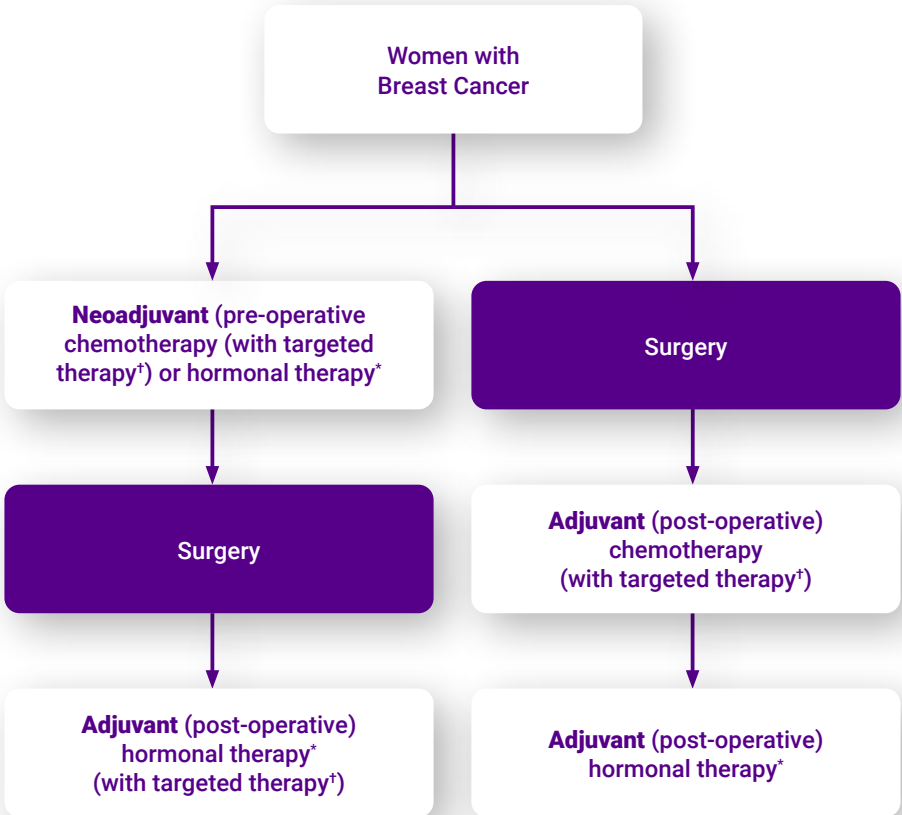 Women with
Breast Cancer
Neoadjuvant (pre-operative
chemotherapy (with targeted
therapy†) or hormonal therapy*
Surgery
Surgery
Adjuvant (post-operative)
chemotherapy
(with targeted therapy†)
Adjuvant (post-operative)
hormonal therapy*
(with targeted therapy†)
Adjuvant (post-operative)
hormonal therapy*